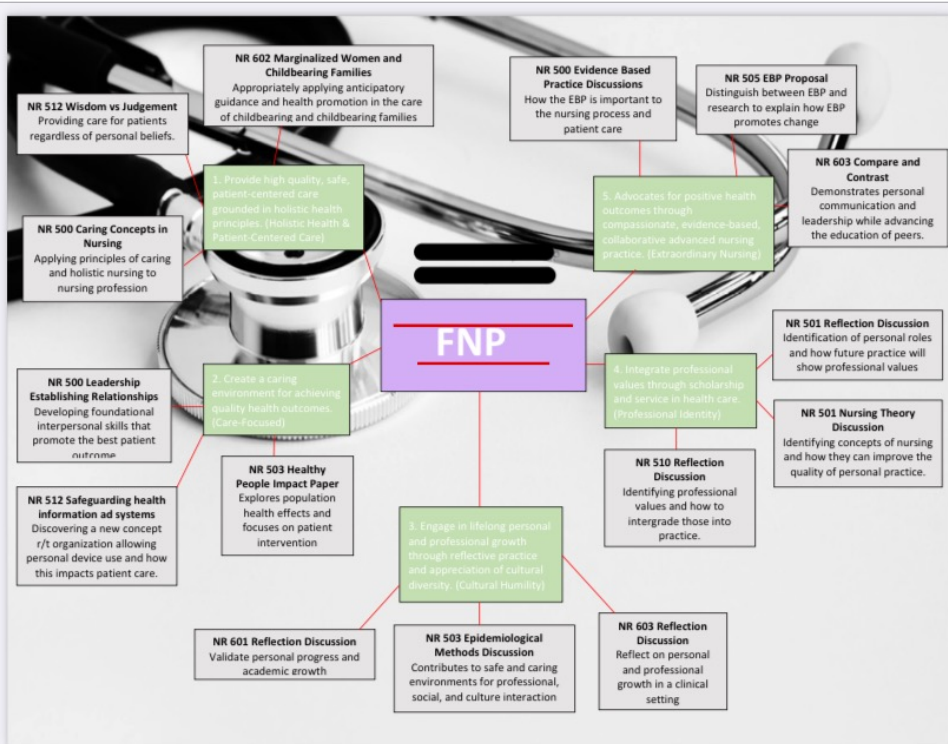 NR 602 Marginalized Women and
Childbearing Families
Appropriately applying anticipatory
guidance and health promotion in the care
of childbearing and childbearing families
NR 512 Wisdom vs Judgement
Providing care for patients
regardless of personal beliefs.
NR 500 Caring Concepts in
Nursing
Applying principles of caring
and holistic nursing to
nursing profession
1. Provide high quality, safe,
patient-centered care
grounded in holistic health
principles. (Holistic Health &
Patient-Centered Care)
NR 500 Evidence Based
Practice Discussions
How the EBP is important to
the nursing process and
patient care
NR 505 EBP Proposal
Distinguish between EBP and
research to explain how EBP
promotes change
NR 603 Compare and
Contrast
Demonstrates personal
communication and
leadership while advancing
the education of peers.
5. Advocates for positive health
outcomes through
compassionate, evidence-based,
collaborative advanced nursing
practice. (Extraordinary Nursing)
FNP
NR 500 Leadership
Establishing Relationships
Developing foundational
interpersonal skills that
promote the best patient
outcome
2. Create a caring
environment for achieving
quality health outcomes.
(Care-Focused)
NR 512 Safeguarding health
information ad systems
Discovering a new concept
r/t organization allowing
personal device use and how
this impacts patient care.
NR 503 Healthy
People Impact Paper
Explores population
health effects and
focuses on patient
intervention
4. Integrate professional
values through scholarship
and service in health care.
(Professional Identity)
NR 501 Reflection Discussion
Identification of personal roles
and how future practice will
show professional values
NR 501 Nursing Theory
Discussion
Identifying concepts of nursing
and how they can improve the
quality of personal practice.
NR 510 Reflection
Discussion
Identifying professional
values and how to
intergrade those into
practice.
3. Engage in lifelong personal
and professional growth
through reflective practice
and appreciation of cultural
diversity. (Cultural Humility)
NR 601 Reflection Discussion
Validate personal progress and
academic growth
NR 503 Epidemiological
Methods Discussion
Contributes to safe and caring
environments for professional,
social, and culture interaction
NR 603 Reflection
Discussion
Reflect on personal
and professional
growth in a clinical
setting